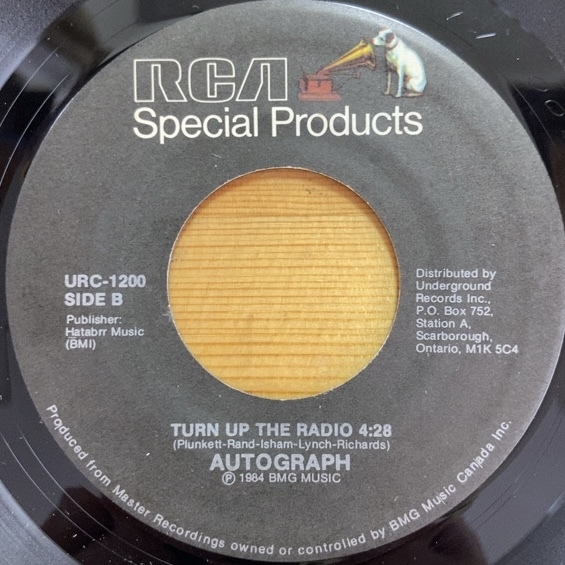 RCA
Special Products
URC-1200
SIDE B
Publisher:
Hatabrr Music
(BMI)
Distributed by
Underground
Records Inc.,
P.O. Box 752,
Station A,
Scarborough,
Ontario, M1K 5C4
TURN UP THE RADIO 4:28
(Plunkett-Rand-Isham-Lynch-Richards)
AUTOGRAPH
℗ 1984 BMG MUSIC
Produced from Master Recordings owned or controlled by BMG Music Canada Inc.